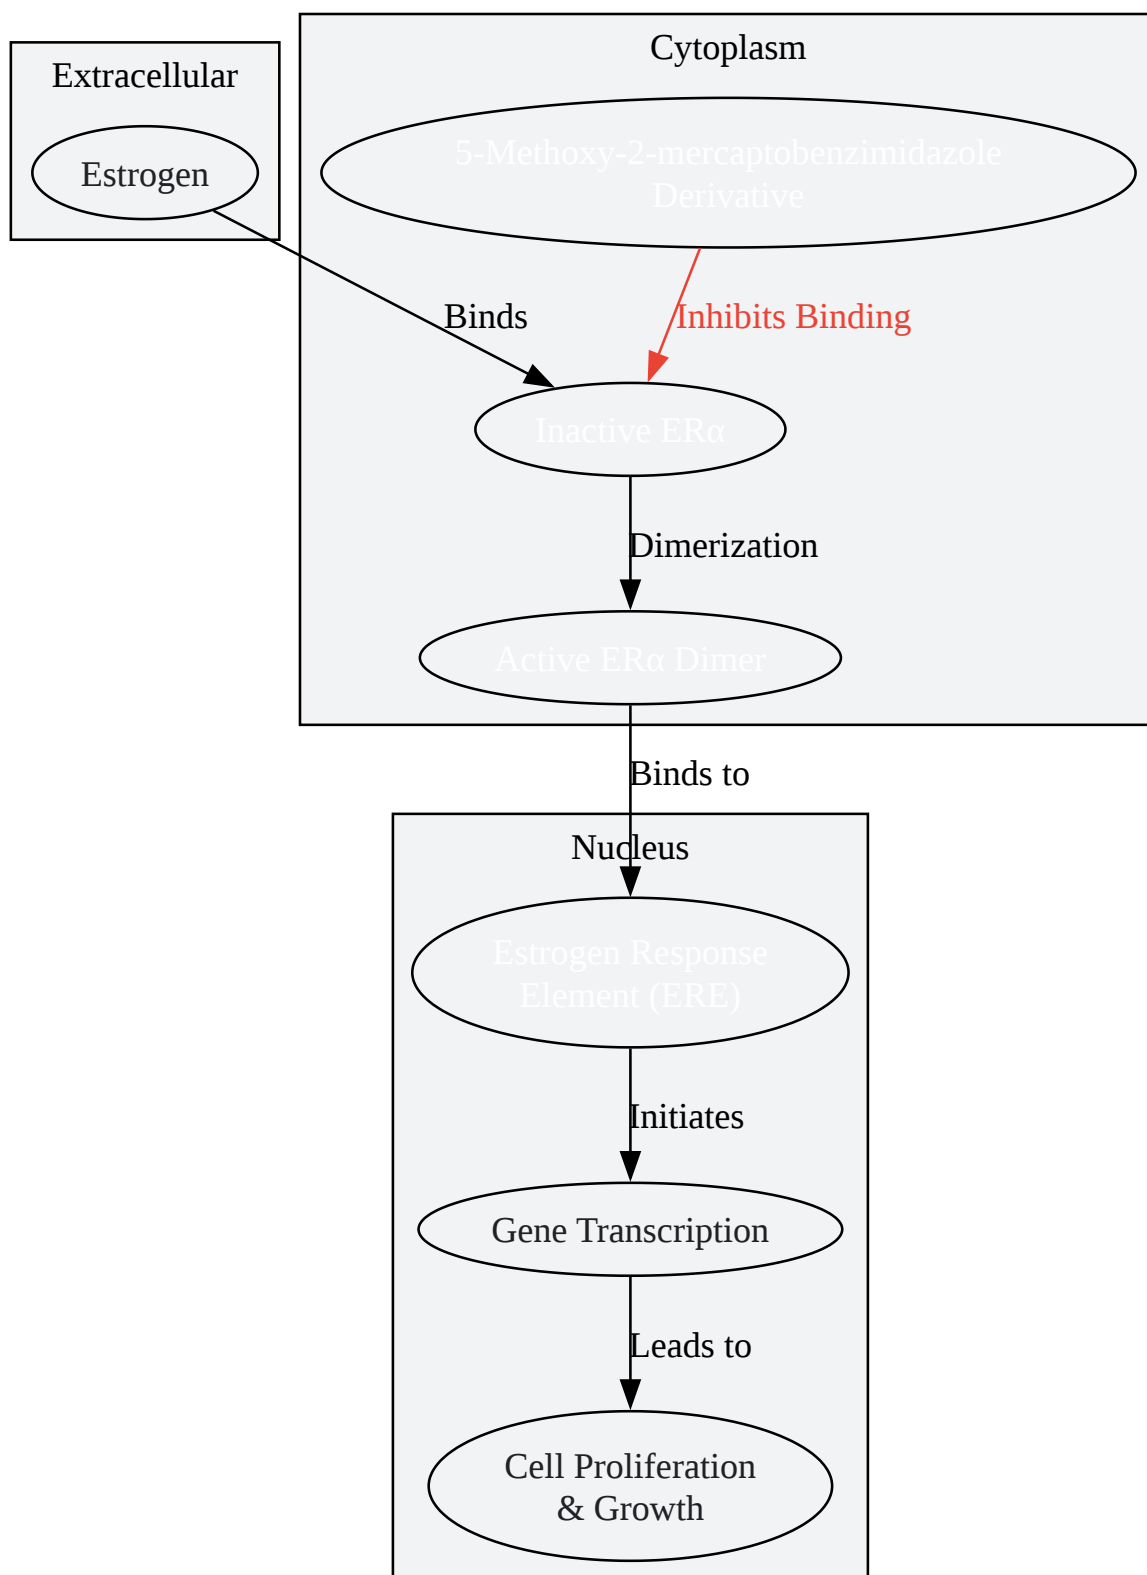 Cytoplasm
Extracellular
5-Methoxy-2-mercaptobenzimidazole
Derivative
Estrogen
Binds
Inhibits Binding
Inactive ERα
Dimerization
Active ERα Dimer
Binds to
Nucleus
Estrogen Response
Element (ERE)
Initiates
Gene Transcription
Leads to
Cell Proliferation
& Growth